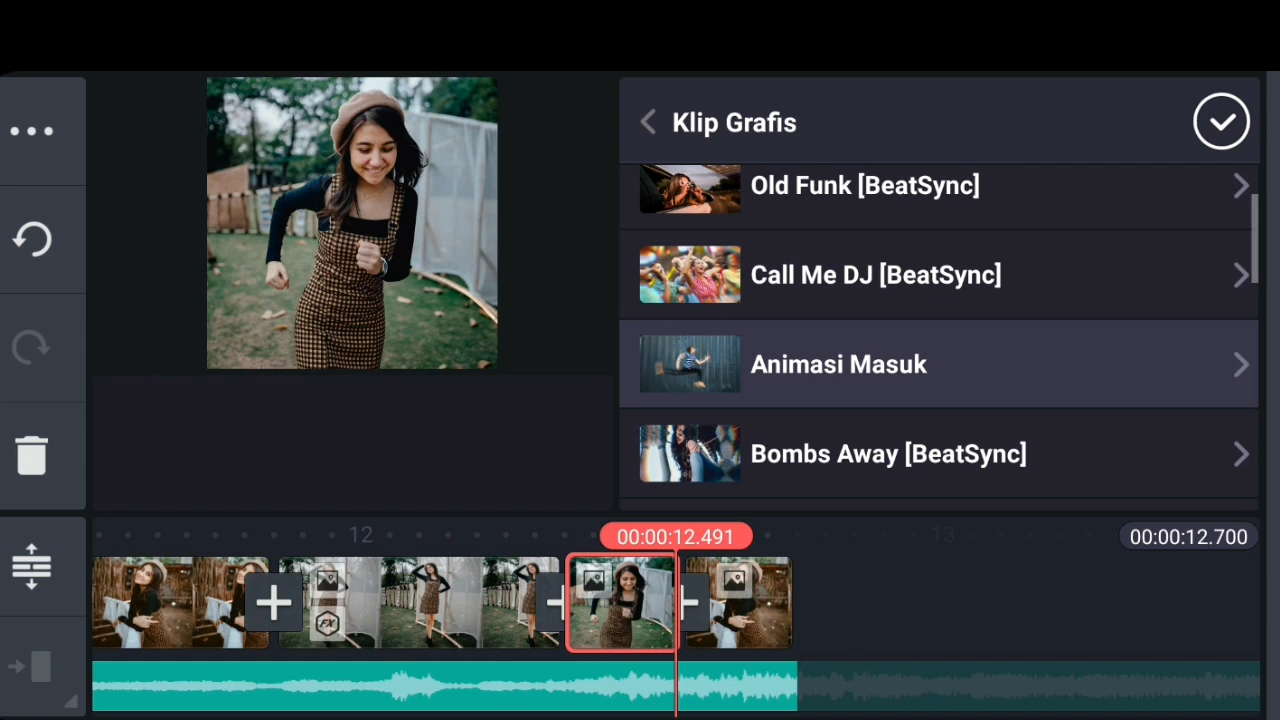 Klip Grafis
Old Funk [BeatSync]
Call Me DJ [BeatSync]
Animasi Masuk
Bombs Away [BeatSync]
12
00:00:12.491
13
00:00:12.700
FX